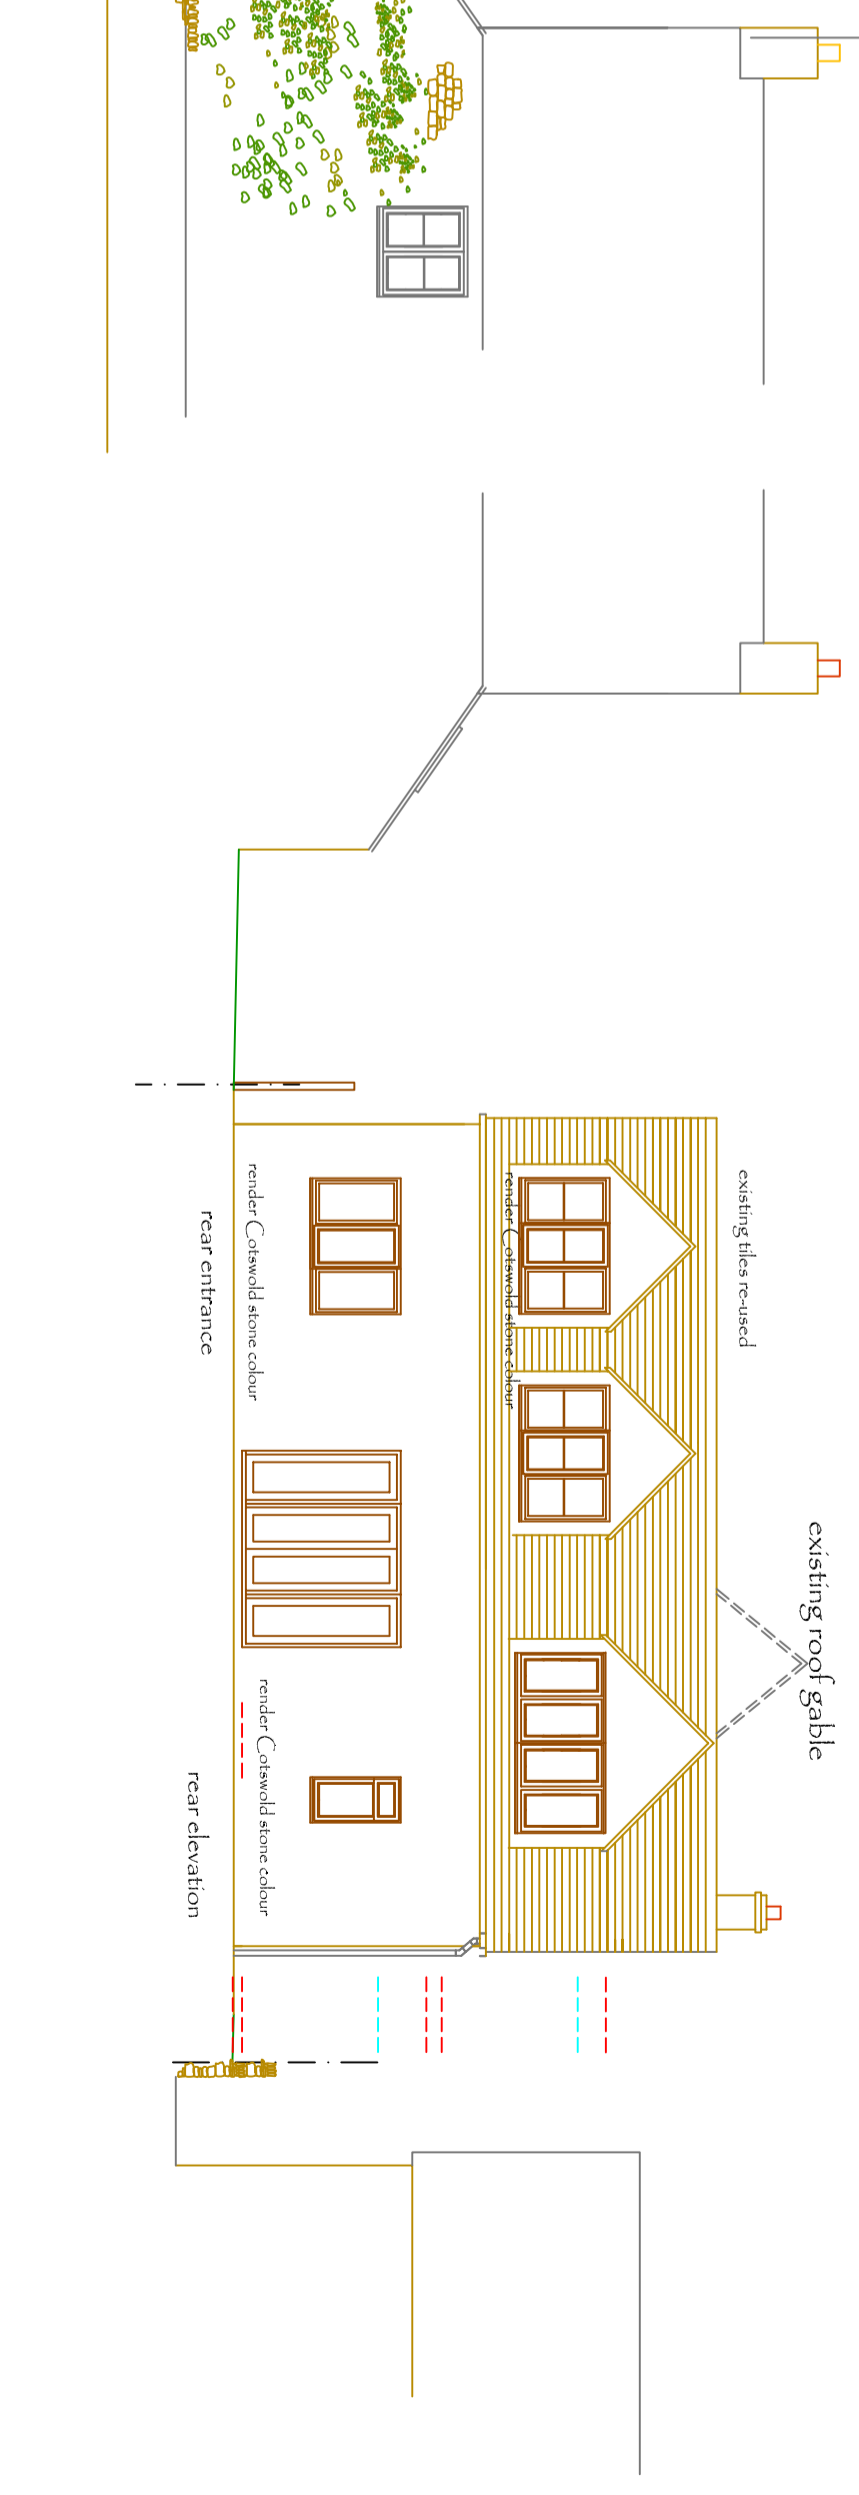 existing roof gable
existing tiles re-used
render Cotswold stone colour
render Cotswold stone colour
render Cotswold stone colour
rear entrance
rear elevation